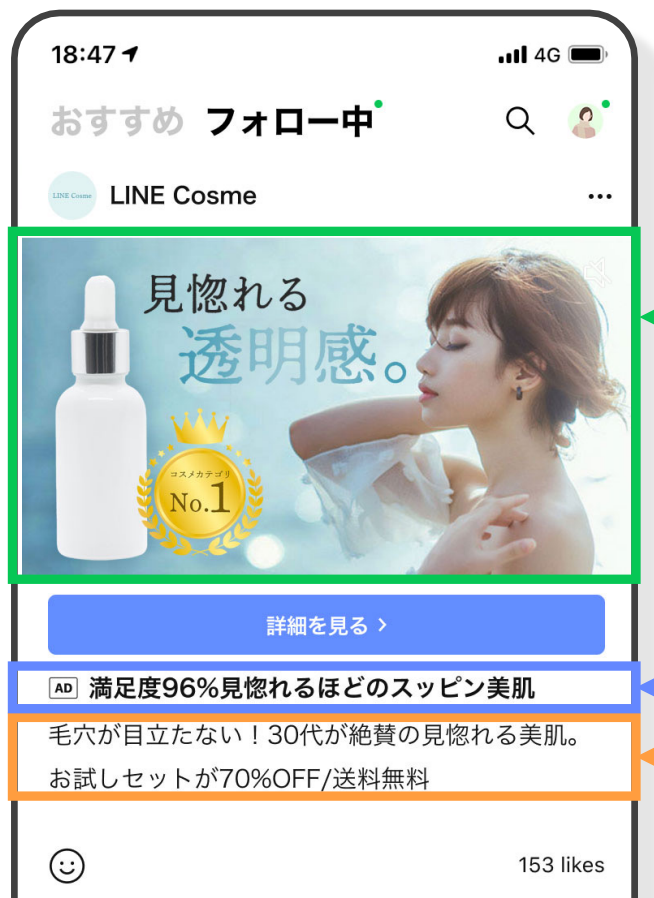 18:47
4G
おすすめ フォロー中
LINE Cosme LINE Cosme
見惚れる
透明感。
コスメカテゴリ
No.1
詳細を見る
AD 満足度96%見惚れるほどのスッピン美肌
毛穴が目立たない！30代が絶賛の見惚れる美肌。
お試しセットが70%OFF/送料無料
153 likes